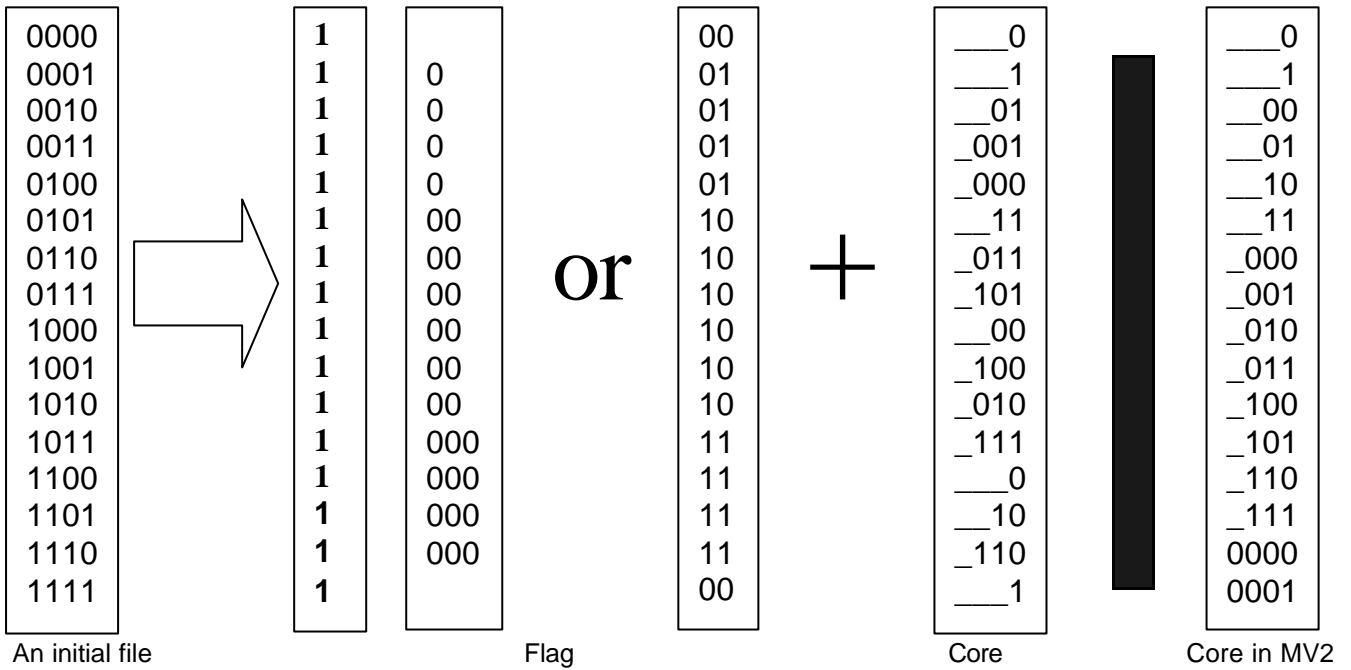 0000 1 00 ___0 ___0
0001 1 0 01 ___1 ___1
0010 1 0 01 __01 __00
0011 1 0 01 _001 __01
0100 1 0 01 _000 __10
0101 1 00 10 __11 __11
0110 1 00 10 _011 _000
0111 1 00 or 10 + _101 _001
1000 1 00 10 __00 _010
1001 1 00 10 _100 _011
1010 1 00 10 _010 _100
1011 1 000 11 _111 _101
1100 1 000 11 ___0 _110
1101 1 000 11 __10 _111
1110 1 000 11 _110 0000
1111 1 00 ___1 0001
An initial file Flag Core Core in MV2